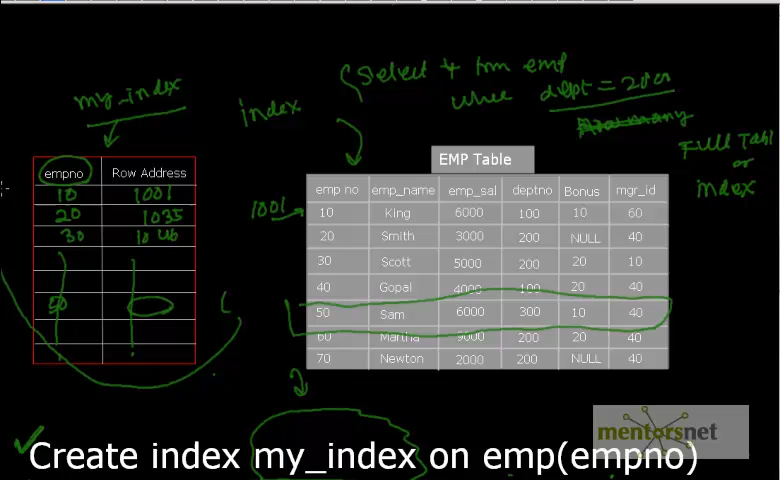 Select * from emp
where dept = 200
my_index
index
Full Table
or
index
EMP Table
empno Row Address
10 1001
20 1035
30 1046
50
emp no emp_name emp_sal deptno Bonus mgr_id
1001 10 King 6000 100 10 60
20 Smith 3000 200 NULL 40
30 Scott 5000 200 20 10
40 Gopal 4000 100 20 40
50 Sam 6000 300 10 40
60 Martha 9000 200 20 40
70 Newton 2000 200 NULL 40
mentorsnet
Create index my_index on emp(empno)